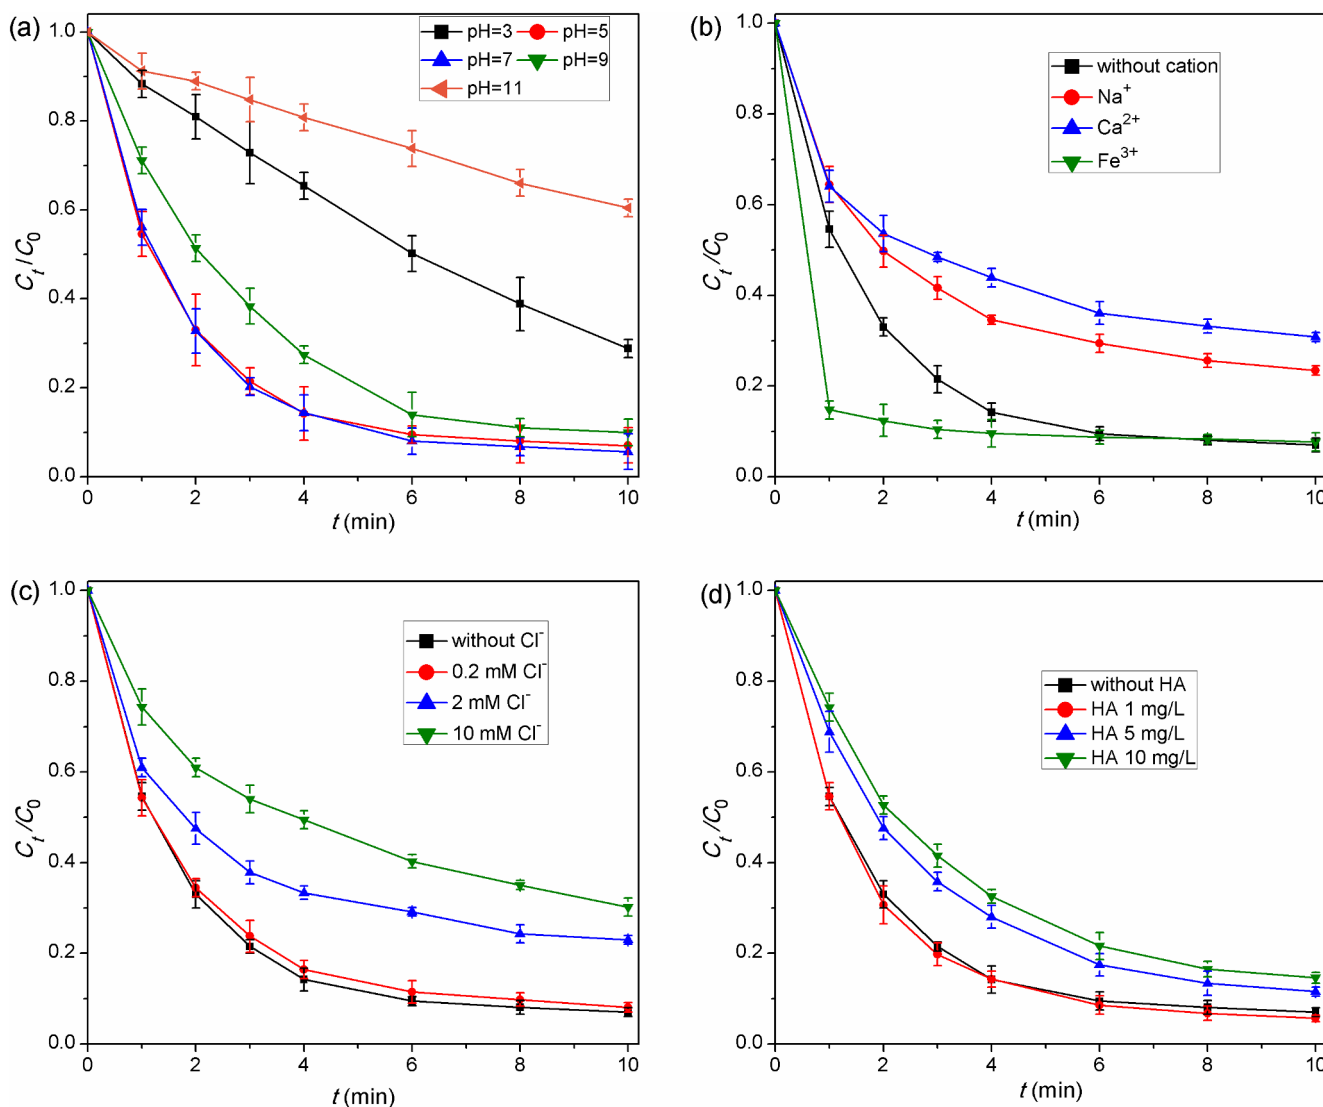 (a)
pH=3 pH=5
pH=7 pH=9
pH=11
1.0
0.8
0.6
0.4
0.2
0.0
Ct/C0
0 2 4 6 8 10
t (min)
(b)
without cation
Na+
Ca2+
Fe3+
1.0
0.8
0.6
0.4
0.2
0.0
Ct/C0
0 2 4 6 8 10
t (min)
(c)
without Cl-
0.2 mM Cl-
2 mM Cl-
10 mM Cl-
1.0
0.8
0.6
0.4
0.2
0.0
Ct/C0
0 2 4 6 8 10
t (min)
(d)
without HA
HA 1 mg/L
HA 5 mg/L
HA 10 mg/L
1.0
0.8
0.6
0.4
0.2
0.0
Ct/C0
0 2 4 6 8 10
t (min)